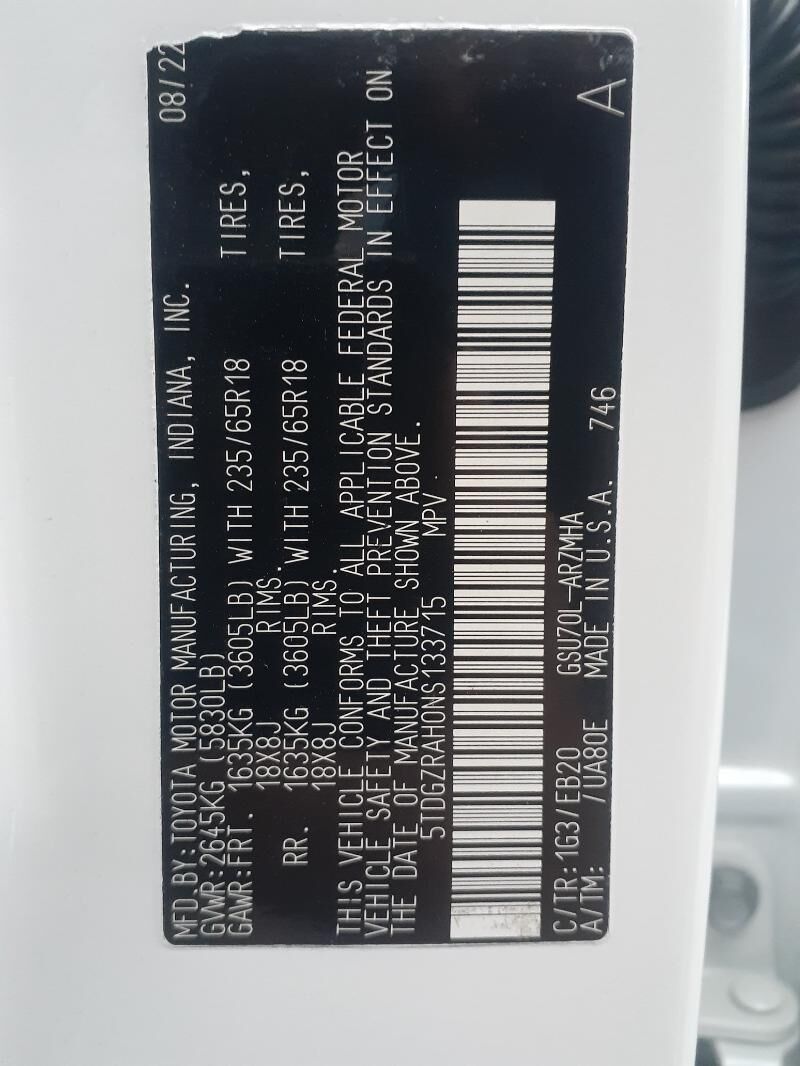 MFD.BY:TOYOTA MOTOR MANUFACTURING, INDIANA, INC. 08/22
GVWR:2645KG (5830LB)
GAWR:FRT. 1635KG (3605LB) WITH 235/65R18 TIRES,
18X8J RIMS.
RR. 1635KG (3605LB) WITH 235/65R18 TIRES,
18X8J RIMS.
THIS VEHICLE CONFORMS TO ALL APPLICABLE FEDERAL MOTOR
VEHICLE SAFETY AND THEFT PREVENTION STANDARDS IN EFFECT ON
THE DATE OF MANUFACTURE SHOWN ABOVE.
5TDGZRAH0NS133715 MPV
C/TR:1G3/EB20 GSU70L-ARZMHA
A/TM: /UA80E MADE IN U.S.A. 746 A